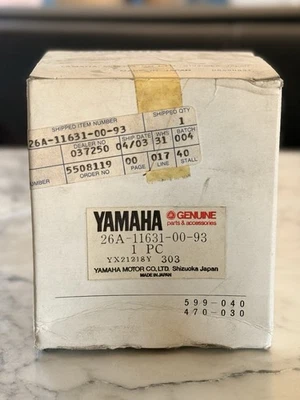 SHIPPED ITEM NUMBER QTY
26A-11631-00-93 1
DEALER NO SHIP DATE WHS BATCH
037250 04/03 31 004
5508119 00 017 40
ORDER NO PAGE LINE STALL
YAMAHA GENUINE
parts & accessories
26A-11631-00-93
1 PC
YX21218Y 303
YAMAHA MOTOR CO., LTD. Shizuoka Japan
MADE IN JAPAN
599-040
470-030